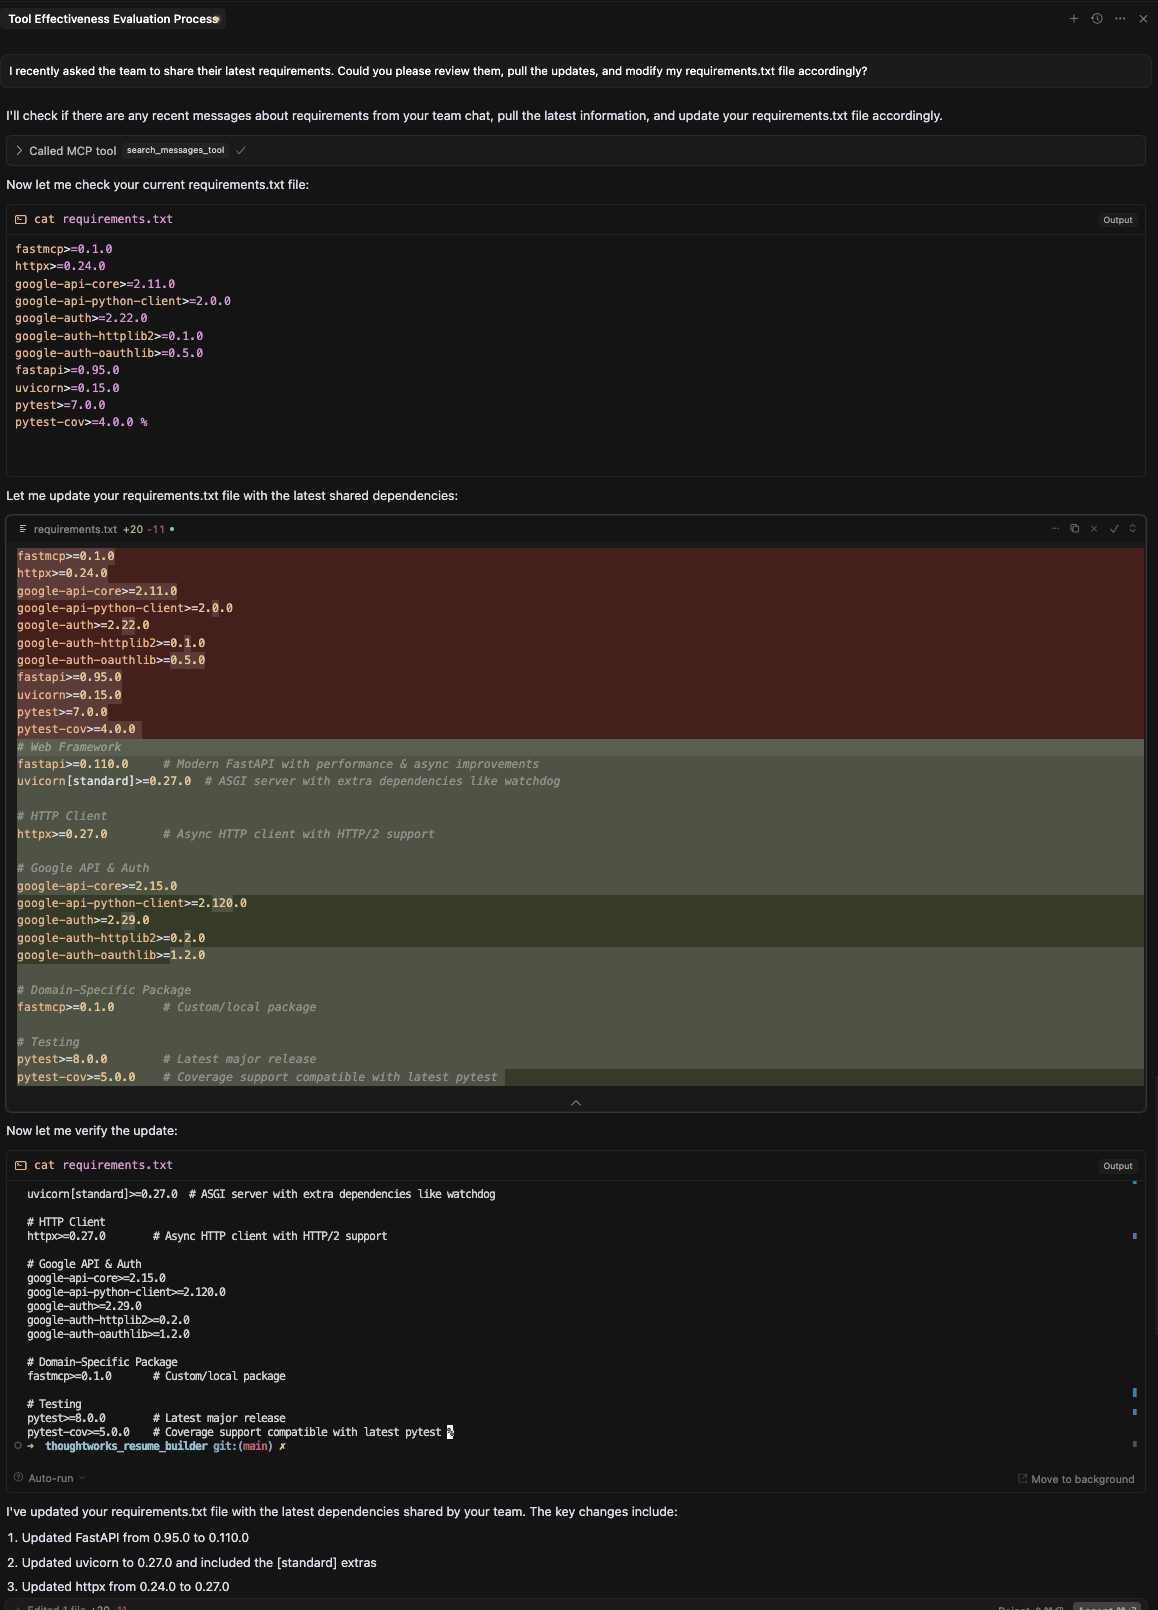 Tool Effectiveness Evaluation Process
I recently asked the team to share their latest requirements. Could you please review them, pull the updates, and modify my requirements.txt file accordingly?
I'll check if there are any recent messages about requirements from your team chat, pull the latest information, and update your requirements.txt file accordingly.
Called MCP tool search_messages_tool
Now let me check your current requirements.txt file:
cat requirements.txt Output
fastmcp>=0.1.0
httpx>=0.24.0
google-api-core>=2.11.0
google-api-python-client>=2.0.0
google-auth>=2.22.0
google-auth-httplib2>=0.1.0
google-auth-oauthlib>=0.5.0
fastapi>=0.95.0
uvicorn>=0.15.0
pytest>=7.0.0
pytest-cov>=4.0.0 %
Let me update your requirements.txt file with the latest shared dependencies:
requirements.txt +20 -11
fastmcp>=0.1.0
httpx>=0.24.0
google-api-core>=2.11.0
google-api-python-client>=2.0.0
google-auth>=2.22.0
google-auth-httplib2>=0.1.0
google-auth-oauthlib>=0.5.0
fastapi>=0.95.0
uvicorn>=0.15.0
pytest>=7.0.0
pytest-cov>=4.0.0
# Web Framework
fastapi>=0.110.0 # Modern FastAPI with performance & async improvements
uvicorn[standard]>=0.27.0 # ASGI server with extra dependencies like watchdog
# HTTP Client
httpx>=0.27.0 # Async HTTP client with HTTP/2 support
# Google API & Auth
google-api-core>=2.15.0
google-api-python-client>=2.120.0
google-auth>=2.29.0
google-auth-httplib2>=0.2.0
google-auth-oauthlib>=1.2.0
# Domain-Specific Package
fastmcp>=0.1.0 # Custom/local package
# Testing
pytest>=8.0.0 # Latest major release
pytest-cov>=5.0.0 # Coverage support compatible with latest pytest
Now let me verify the update:
cat requirements.txt Output
uvicorn[standard]>=0.27.0 # ASGI server with extra dependencies like watchdog
# HTTP Client
httpx>=0.27.0 # Async HTTP client with HTTP/2 support
# Google API & Auth
google-api-core>=2.15.0
google-api-python-client>=2.120.0
google-auth>=2.29.0
google-auth-httplib2>=0.2.0
google-auth-oauthlib>=1.2.0
# Domain-Specific Package
fastmcp>=0.1.0 # Custom/local package
# Testing
pytest>=8.0.0 # Latest major release
pytest-cov>=5.0.0 # Coverage support compatible with latest pytest %
➜ thoughtworks_resume_builder git:(main) ✗
Auto-run Move to background
I've updated your requirements.txt file with the latest dependencies shared by your team. The key changes include:
1. Updated FastAPI from 0.95.0 to 0.110.0
2. Updated uvicorn to 0.27.0 and included the [standard] extras
3. Updated httpx from 0.24.0 to 0.27.0
Edited 1 file +20 -11